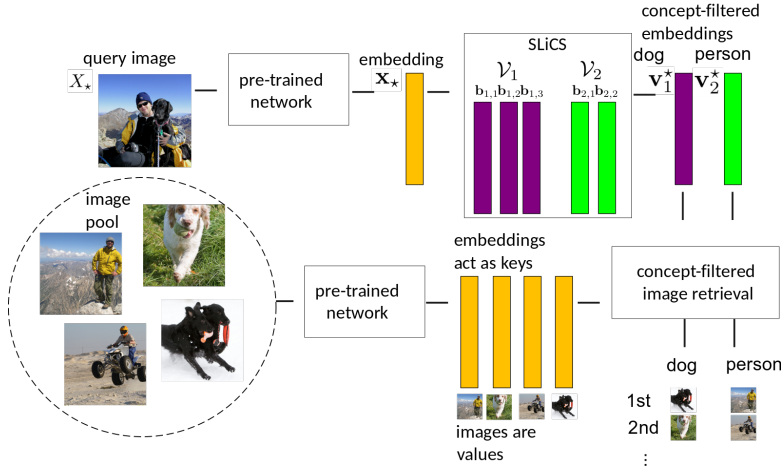 query image
X⋆
pre-trained
network
embedding
x⋆
SLiCS
𝒱1
𝒱2
b1,1 b1,2 b1,3
b2,1 b2,2
concept-filtered
embeddings
dog
person
v1⋆
v2⋆
image
pool
pre-trained
network
embeddings
act as keys
images are
values
concept-filtered
image retrieval
dog
person
1st
2nd
⋮